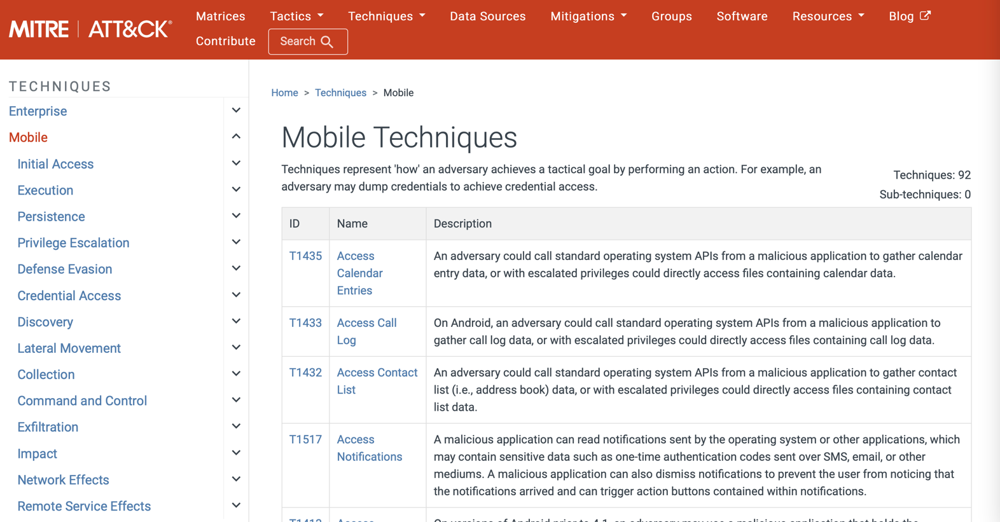 MITRE | ATT&CK®
Matrices Tactics Techniques Data Sources Mitigations Groups Software Resources Blog
Contribute Search
TECHNIQUES
Enterprise
Mobile
Initial Access
Execution
Persistence
Privilege Escalation
Defense Evasion
Credential Access
Discovery
Lateral Movement
Collection
Command and Control
Exfiltration
Impact
Network Effects
Remote Service Effects
Home > Techniques > Mobile
Mobile Techniques
Techniques represent 'how' an adversary achieves a tactical goal by performing an action. For example, an
adversary may dump credentials to achieve credential access.
Techniques: 92
Sub-techniques: 0
ID Name Description
T1435 Access An adversary could call standard operating system APIs from a malicious application to gather calendar
Calendar entry data, or with escalated privileges could directly access files containing calendar data.
Entries
T1433 Access Call On Android, an adversary could call standard operating system APIs from a malicious application to
Log gather call log data, or with escalated privileges could directly access files containing call log data.
T1432 Access Contact An adversary could call standard operating system APIs from a malicious application to gather contact
List list (i.e., address book) data, or with escalated privileges could directly access files containing contact
list data.
T1517 Access A malicious application can read notifications sent by the operating system or other applications, which
Notifications may contain sensitive data such as one-time authentication codes sent over SMS, email, or other
mediums. A malicious application can also dismiss notifications to prevent the user from noticing that
the notifications arrived and can trigger action buttons contained within notifications.